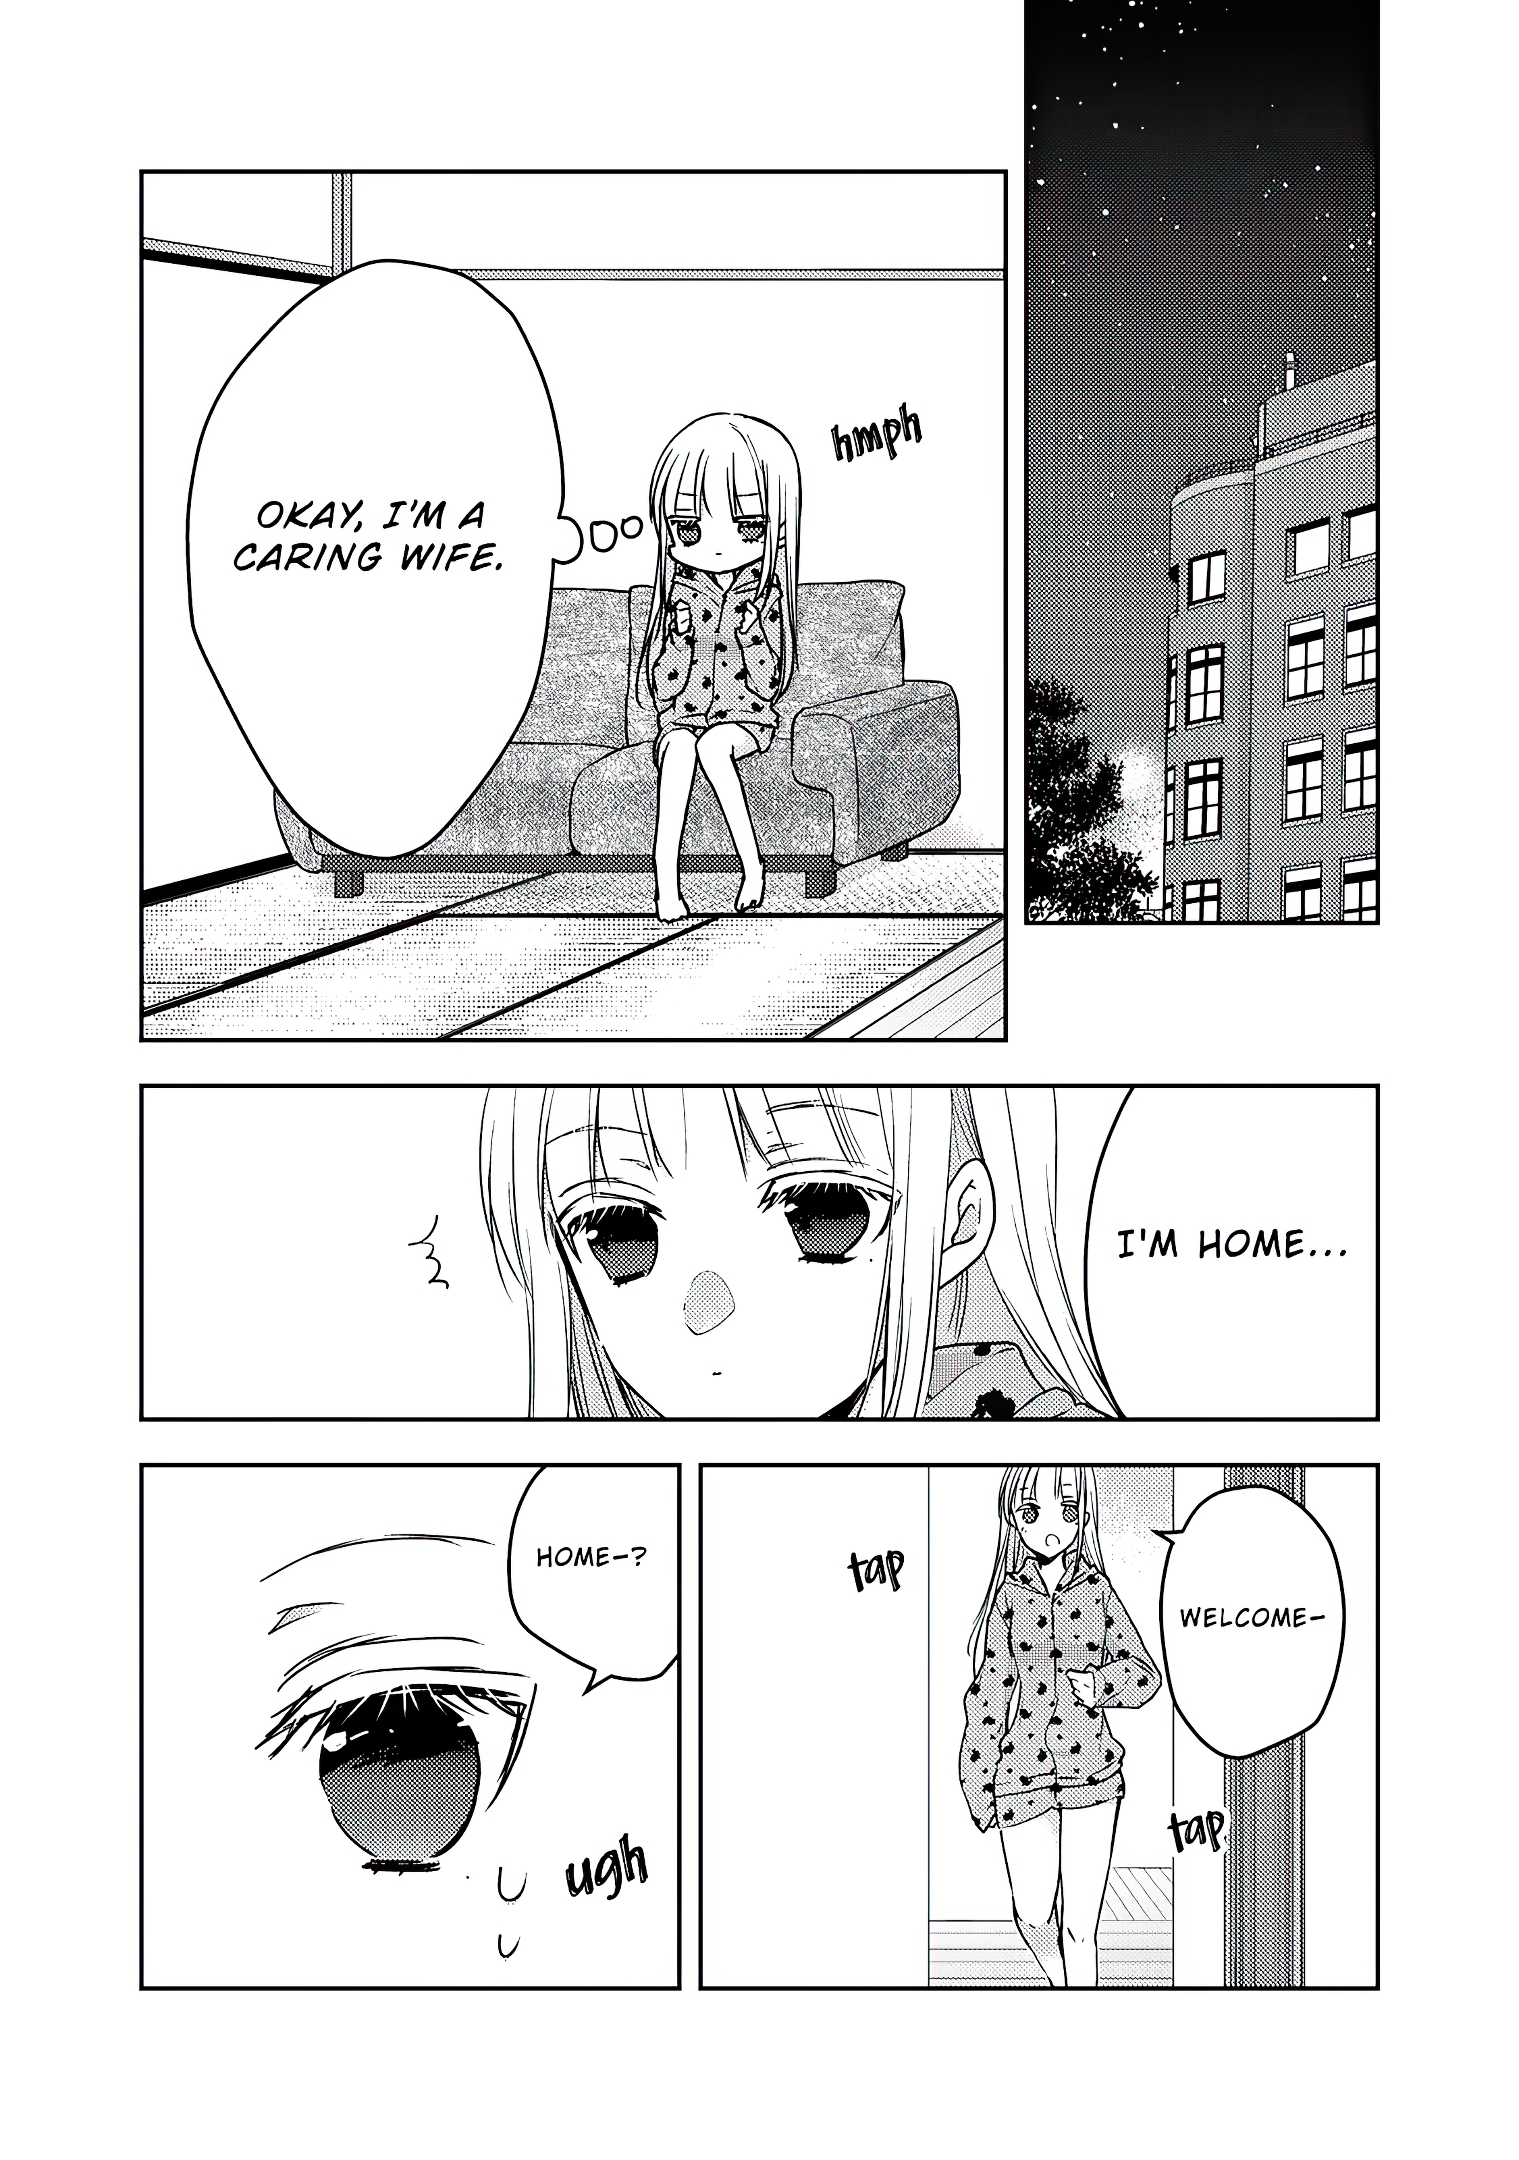 hmph
OKAY, I'M A
CARING WIFE.
I'M HOME...
WELCOME-
tap
tap
HOME-?
ugh